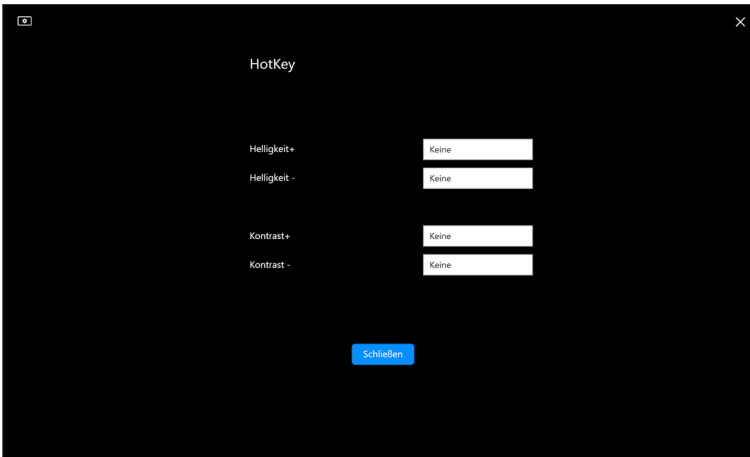 HotKey
Helligkeit+ Keine
Helligkeit - Keine
Kontrast+ Keine
Kontrast - Keine
Schließen